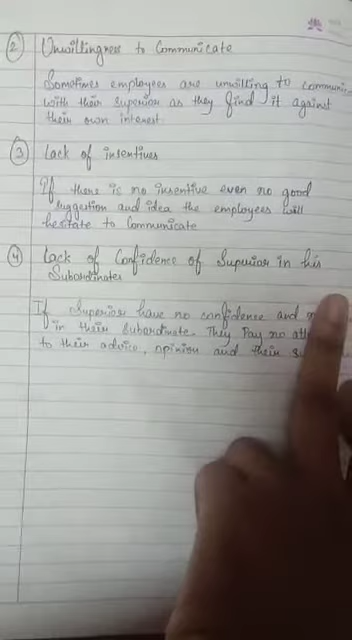 2 Unwillingness to Communicate
Sometimes employees are unwilling to
with their superior as they find it against
their own interest
3 Lack of insentives
If there is no insentive even no good
suggestion and idea the employees will
hesitate to Communicate
4 Lack of Confidence of Superior in his
Subordinates
If Superior have no confidence and
in their Subordinate. They Pay no
to their advice, opinion and their